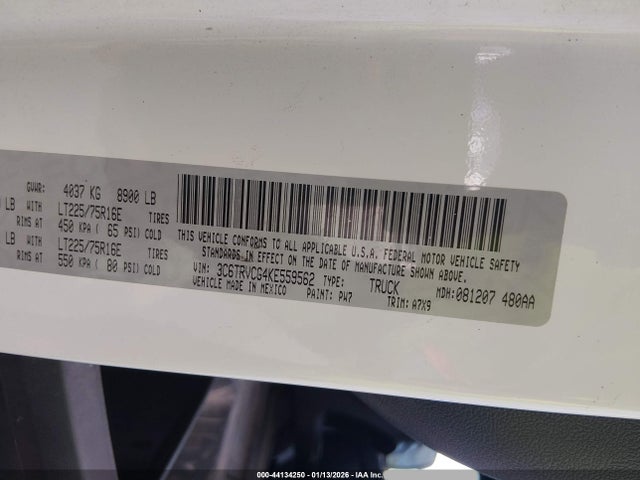 GVWR: 4037 KG 8900 LB
LB WITH LT225/75R16E TIRES
RIMS AT 450 KPA ( 65 PSI) COLD
LB WITH LT225/75R16E TIRES
RIMS AT 550 KPA ( 80 PSI) COLD
THIS VEHICLE CONFORMS TO ALL APPLICABLE U.S.A. FEDERAL MOTOR VEHICLE SAFETY
STANDARDS IN EFFECT ON THE DATE OF MANUFACTURE SHOWN ABOVE.
VIN: 3C6TRVCG4KE559562 TYPE: TRUCK MDH:081207 480AA
VEHICLE MADE IN MEXICO PAINT: PW7 TRIM: A7X9
000-44134250 - 01/13/2026 - IAA Inc.